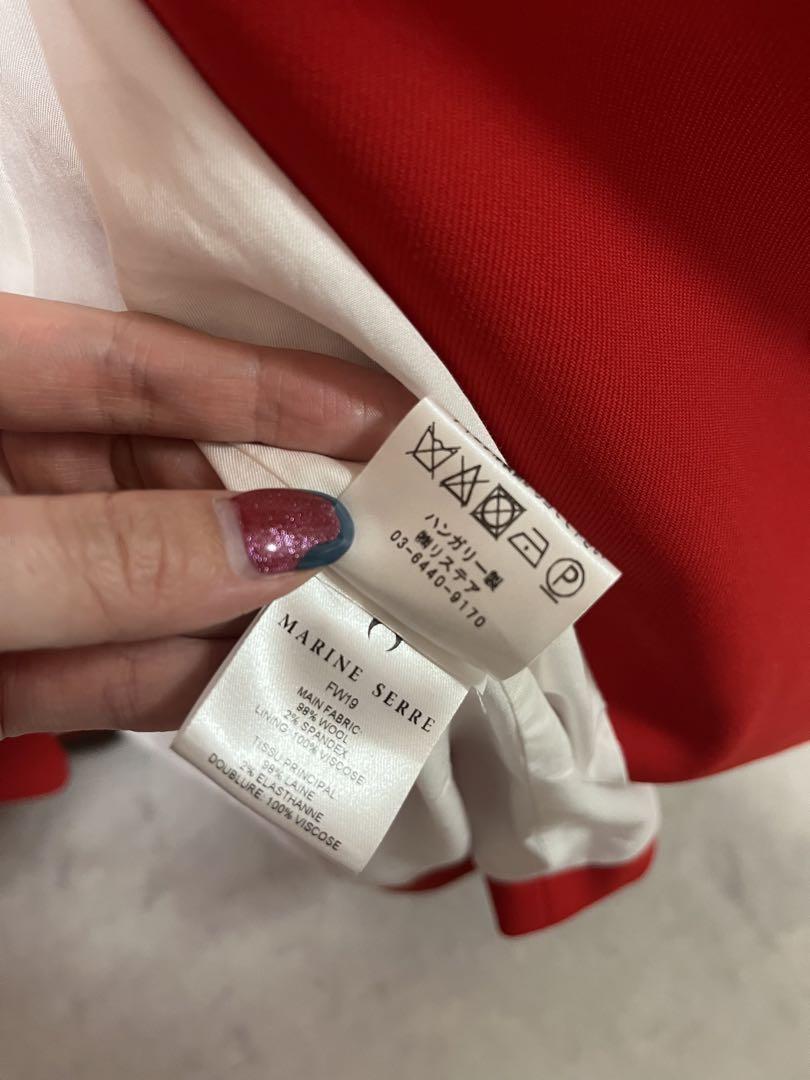 ハンガリー製
㈱リステア
03-6440-9170
MARINE SERRE
FW19
MAIN FABRIC:
98% WOOL
2% SPANDEX
LINING: 100% VISCOSE
TISSU PRINCIPAL
98% LAINE
2% ELASTHANNE
DOUBLURE: 100% VISCOSE